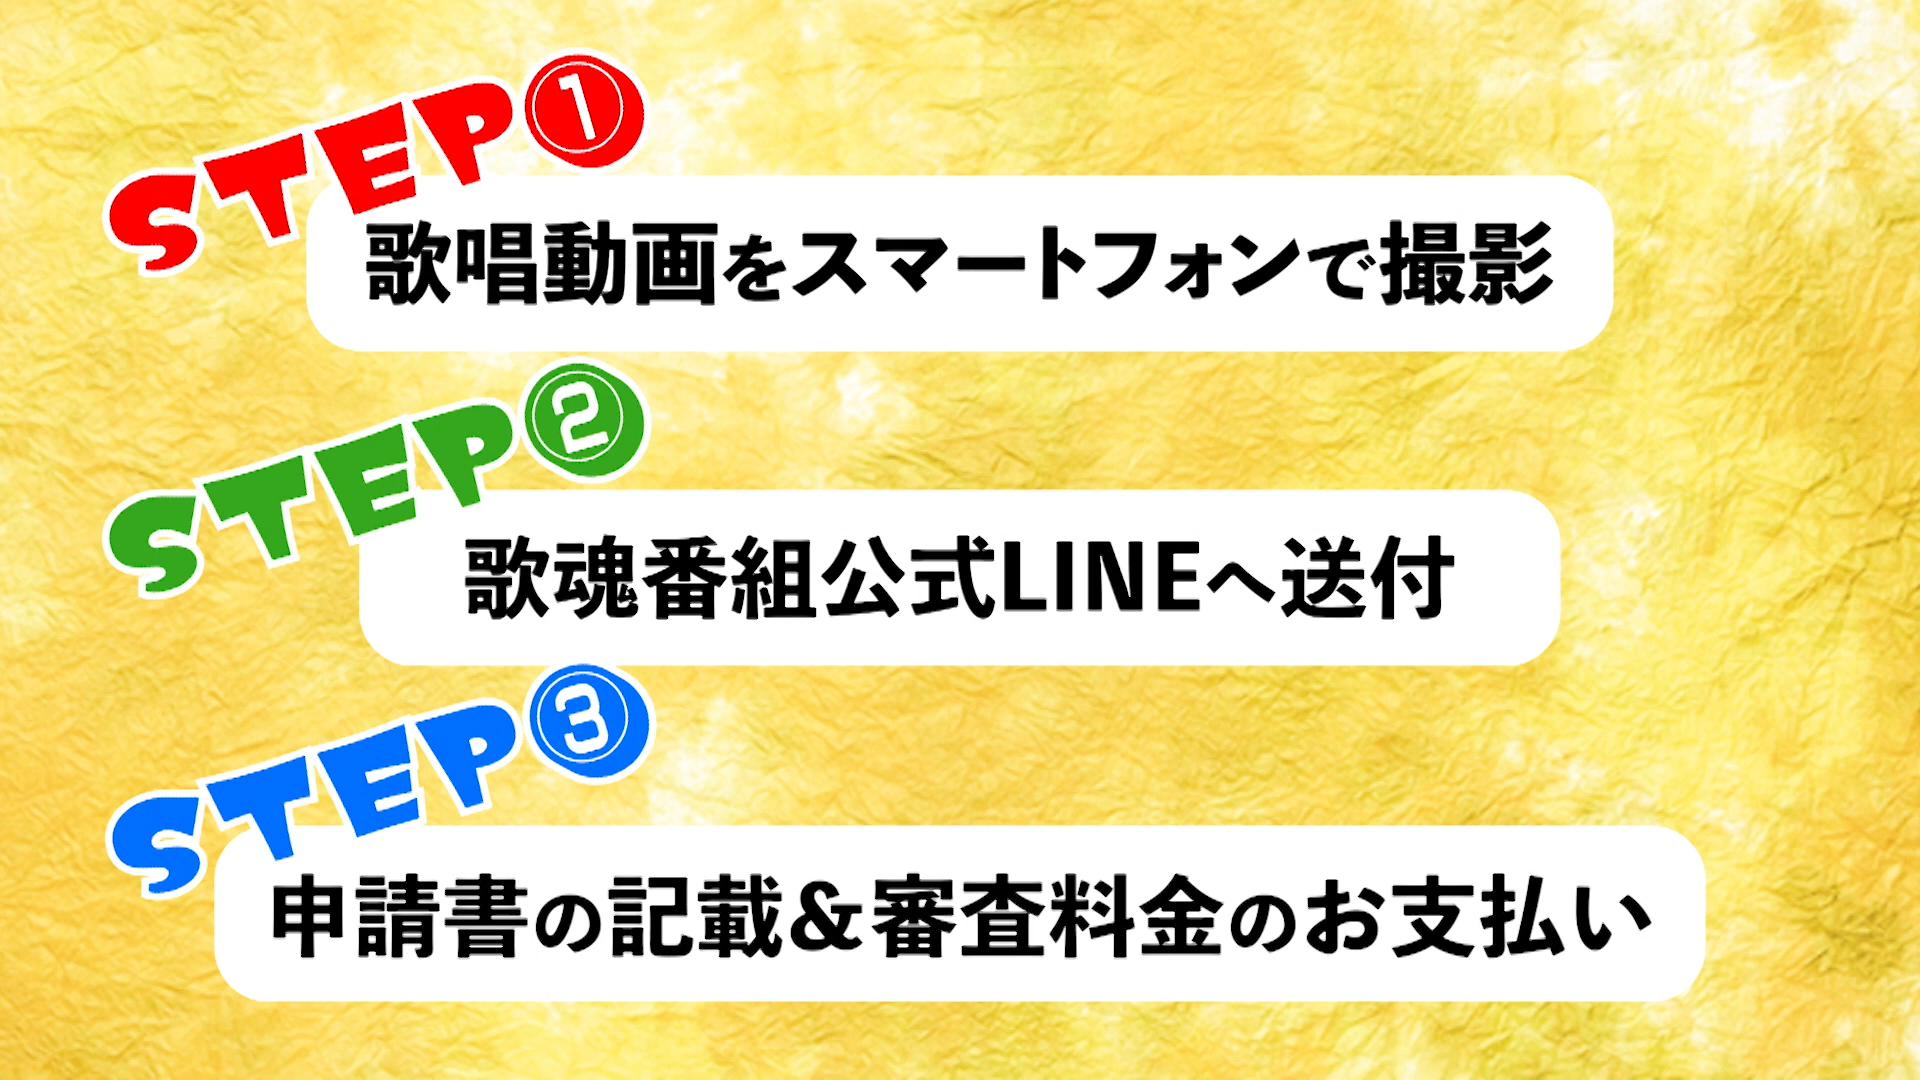 STEP①
歌唱動画をスマートフォンで撮影
STEP②
歌魂番組公式LINEへ送付
STEP③
申請書の記載&審査料金のお支払い